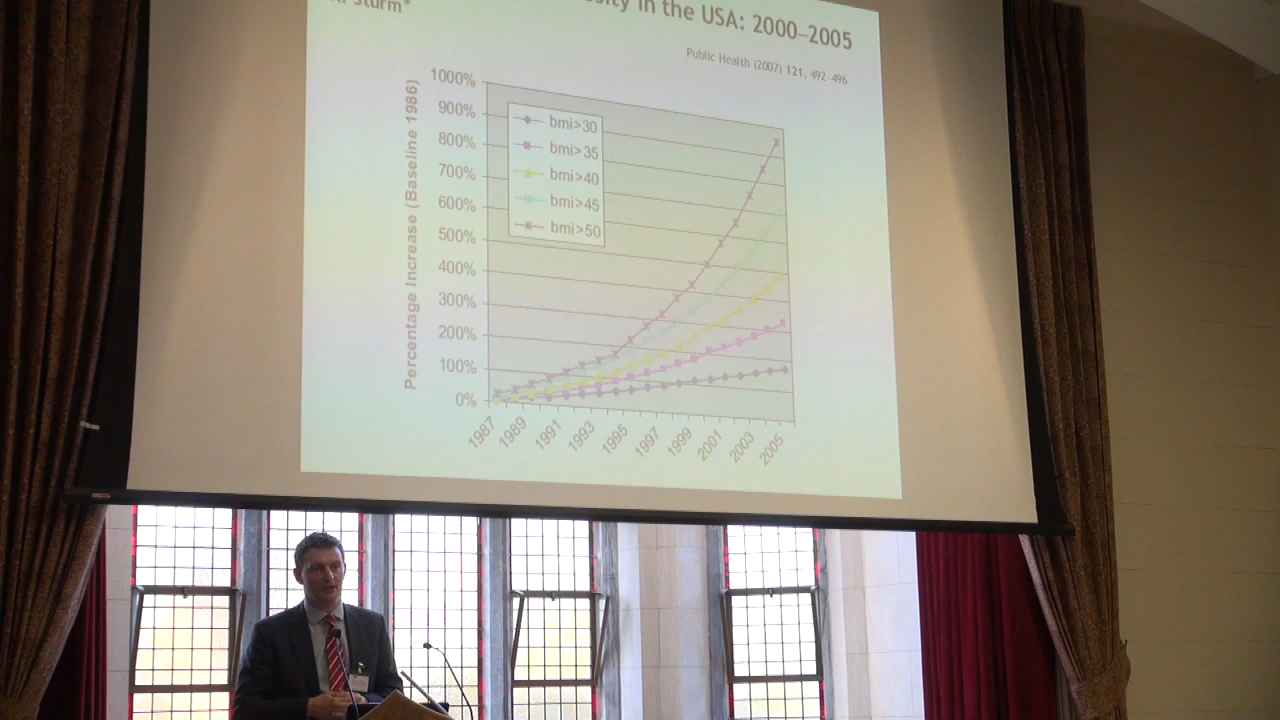 Sturm*
in the USA: 2000–2005
Public Health (2007) 121, 492–496
Percentage Increase (Baseline 1986)
1000%
900%
800%
700%
600%
500%
400%
300%
200%
100%
0%
bmi>30
bmi>35
bmi>40
bmi>45
bmi>50
1987
1989
1991
1993
1995
1997
1999
2001
2003
2005